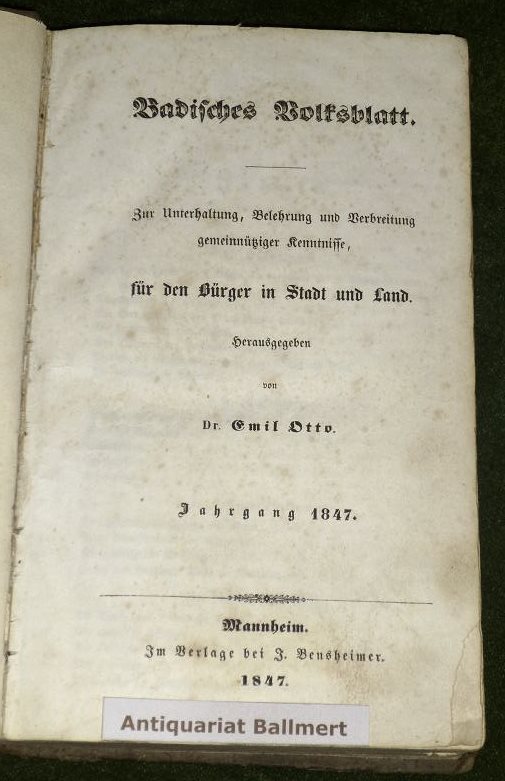 Badisches Volksblatt.
Zur Unterhaltung, Belehrung und Verbreitung
gemeinnütziger Kenntnisse,
für den Bürger in Stadt und Land.
Herausgegeben
von
Dr. Emil Otto.
Jahrgang 1847.
Mannheim.
Im Verlage bei J. Bensheimer.
1847.
Antiquariat Ballmert